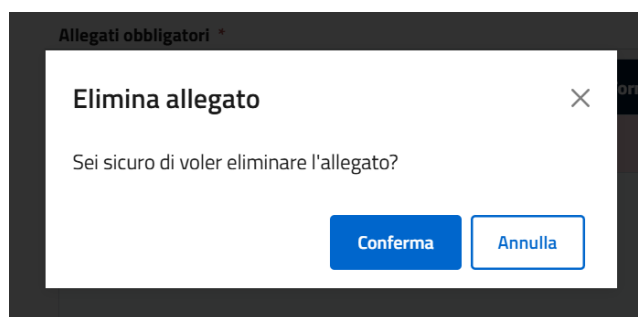 Allegati obbligatori *
Elimina allegato
Sei sicuro di voler eliminare l'allegato?
Conferma
Annulla